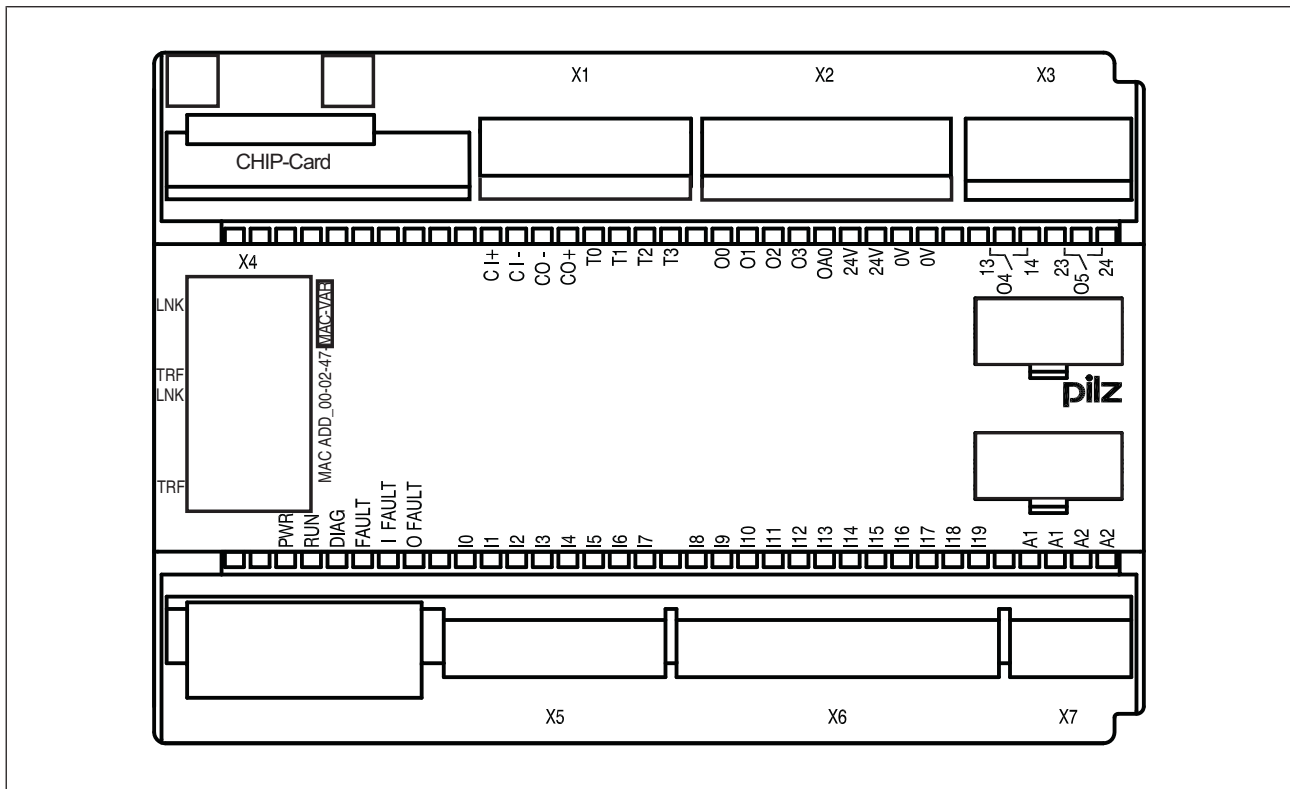 X1
X2
X3
CHIP-Card
X4
C I+
C I -
CO -
CO+
T0
T1
T2
T3
O0
O1
O2
O3
OA0
24V
24V
0V
0V
13
O4
14
23
O5
24
LNK
TRF
LNK
TRF
MAC ADD_00-02-47-MAC-VAR
pilz
PWR
RUN
DIAG
FAULT
I FAULT
O FAULT
I0
I1
I2
I3
I4
I5
I6
I7
I8
I9
I10
I11
I12
I13
I14
I15
I16
I17
I18
I19
A1
A1
A2
A2
X5
X6
X7